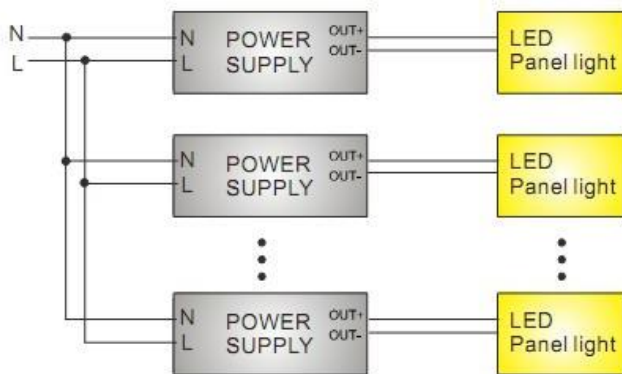 N
L
N
L
POWER
SUPPLY
OUT+
OUT-
LED
Panel light
N
L
POWER
SUPPLY
OUT+
OUT-
LED
Panel light
N
L
POWER
SUPPLY
OUT+
OUT-
LED
Panel light